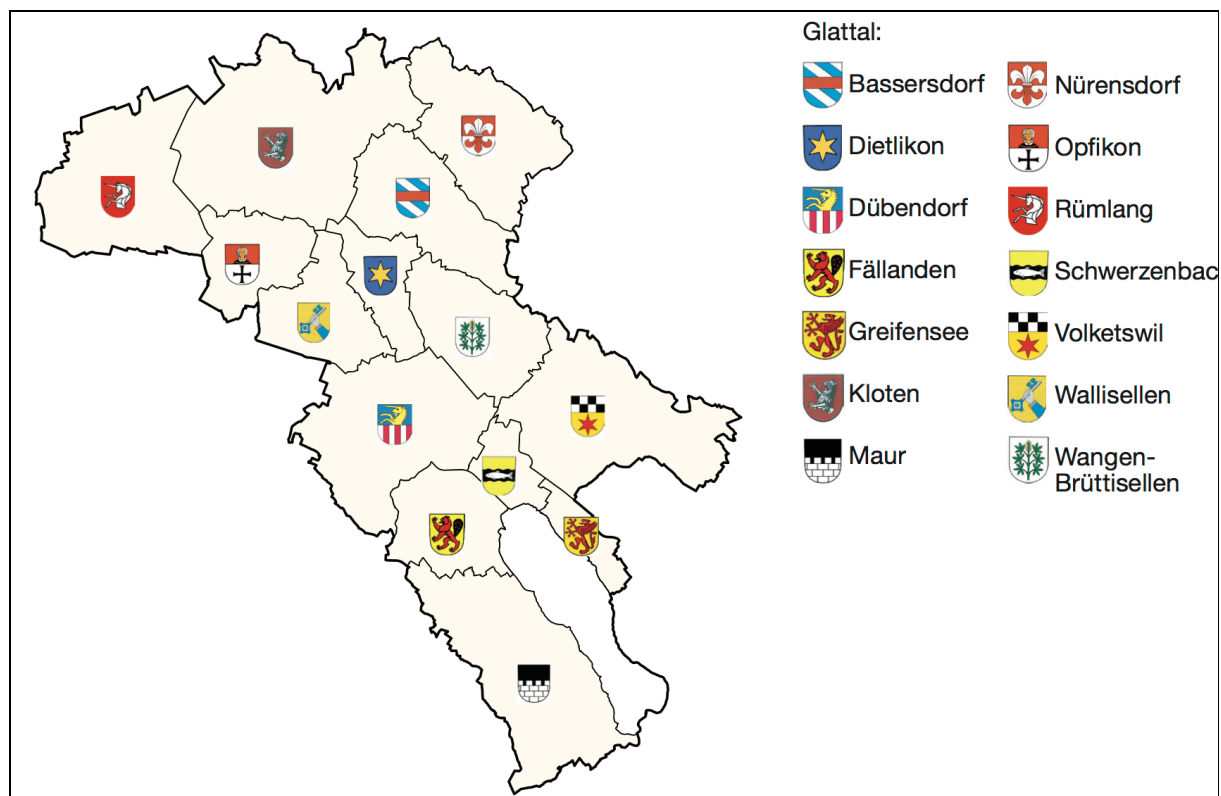 Glattal:
Bassersdorf
Dietlikon
Dübendorf
Fällanden
Greifensee
Kloten
Maur
Nürensdorf
Opfikon
Rümlang
Schwerzenbac
Volketswil
Wallisellen
Wangen-
Brüttisellen